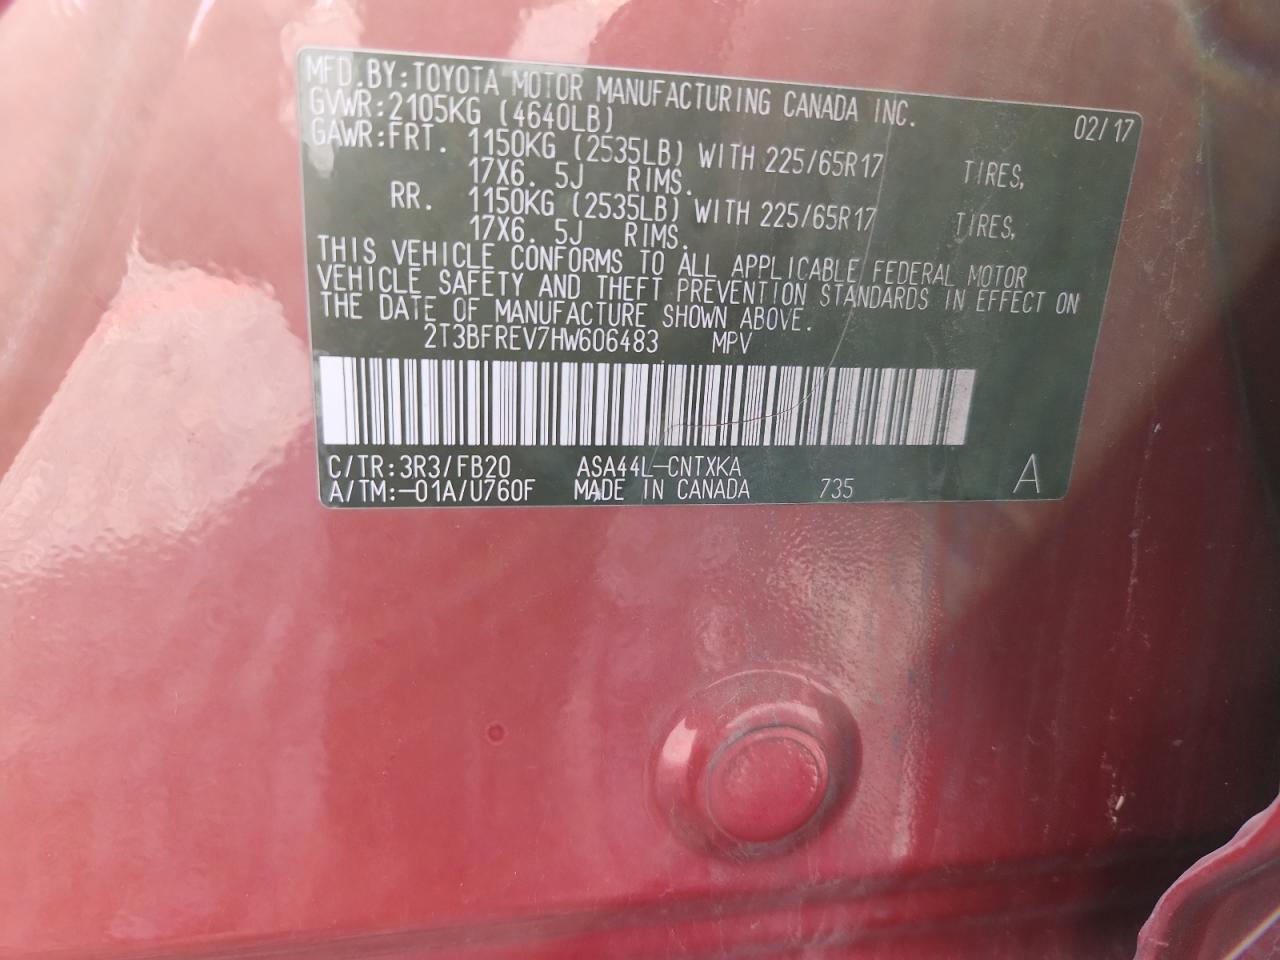 MFD.BY:TOYOTA MOTOR MANUFACTURING CANADA INC. 02/17
GVWR:2105KG (4640LB)
GAWR:FRT. 1150KG (2535LB) WITH 225/65R17 TIRES,
17X6. 5J RIMS.
RR. 1150KG (2535LB) WITH 225/65R17 TIRES,
17X6. 5J RIMS.
THIS VEHICLE CONFORMS TO ALL APPLICABLE FEDERAL MOTOR
VEHICLE SAFETY AND THEFT PREVENTION STANDARDS IN EFFECT ON
THE DATE OF MANUFACTURE SHOWN ABOVE.
2T3BFREV7HW606483 MPV
C/TR:3R3/FB20 ASA44L-CNTXKA
A/TM:-01A/U760F MADE IN CANADA 735 A